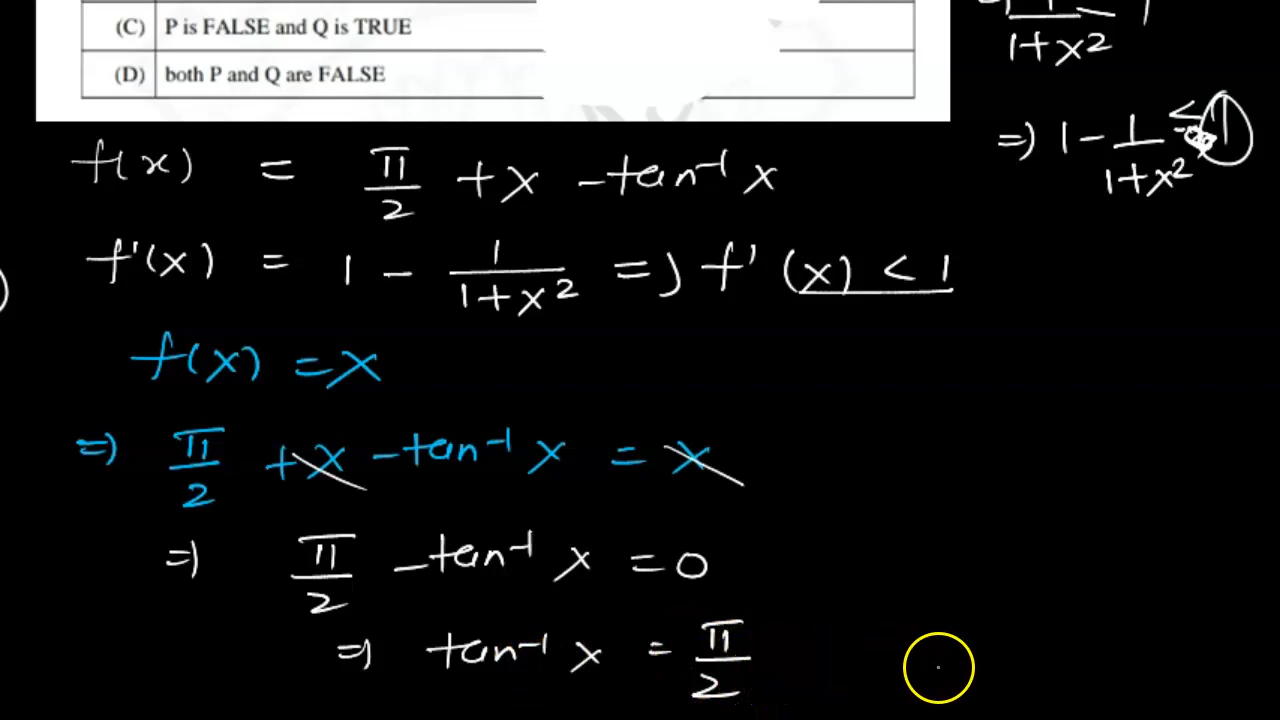 (C) P is FALSE and Q is TRUE
(D) both P and Q are FALSE
1+x²
=) 1 - 1/(1+x²) < 1
f(x) = π/2 + x - tan⁻¹ x
f'(x) = 1 - 1/(1+x²) =) f'(x) < 1
f(x) = x
=) π/2 + x - tan⁻¹ x = x
=) π/2 - tan⁻¹ x = 0
=) tan⁻¹ x = π/2